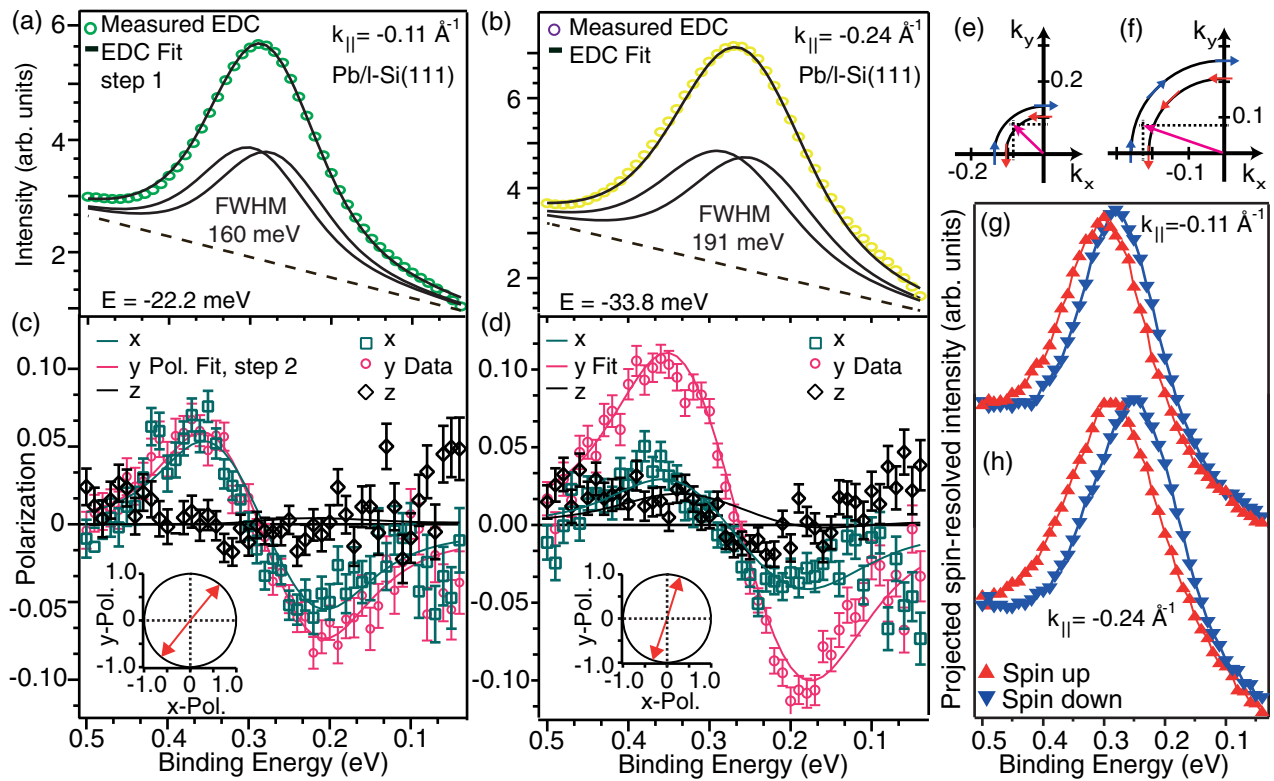 (a)
Measured EDC
EDC Fit
step 1
k|| = -0.11 Å-1
Pb/l-Si(111)
FWHM
160 meV
E = -22.2 meV
6
4
2
Intensity (arb. units)
(b)
Measured EDC
EDC Fit
k|| = -0.24 Å-1
Pb/l-Si(111)
FWHM
191 meV
E = -33.8 meV
6
4
2
(c)
x
y Pol. Fit, step 2
z
x
y Data
z
0.10
0.05
0
-0.05
-0.10
Polarization
1.0
0
-1.0
y-Pol.
-1.0 0 1.0
x-Pol.
0.5 0.4 0.3 0.2 0.1
Binding Energy (eV)
(d)
x
y Fit
z
x
y Data
z
0.10
0.05
0.00
-0.05
-0.10
1.0
0
-1.0
y-Pol.
-1.0 0 1.0
x-Pol.
0.5 0.4 0.3 0.2 0.1
Binding Energy (eV)
(e)
ky
0.2
-0.2
kx
(f)
ky
0.1
-0.1
kx
(g)
k|| = -0.11 Å-1
(h)
k|| = -0.24 Å-1
Spin up
Spin down
Projected spin-resolved intensity (arb. units)
0.5 0.4 0.3 0.2 0.1
Binding Energy (eV)